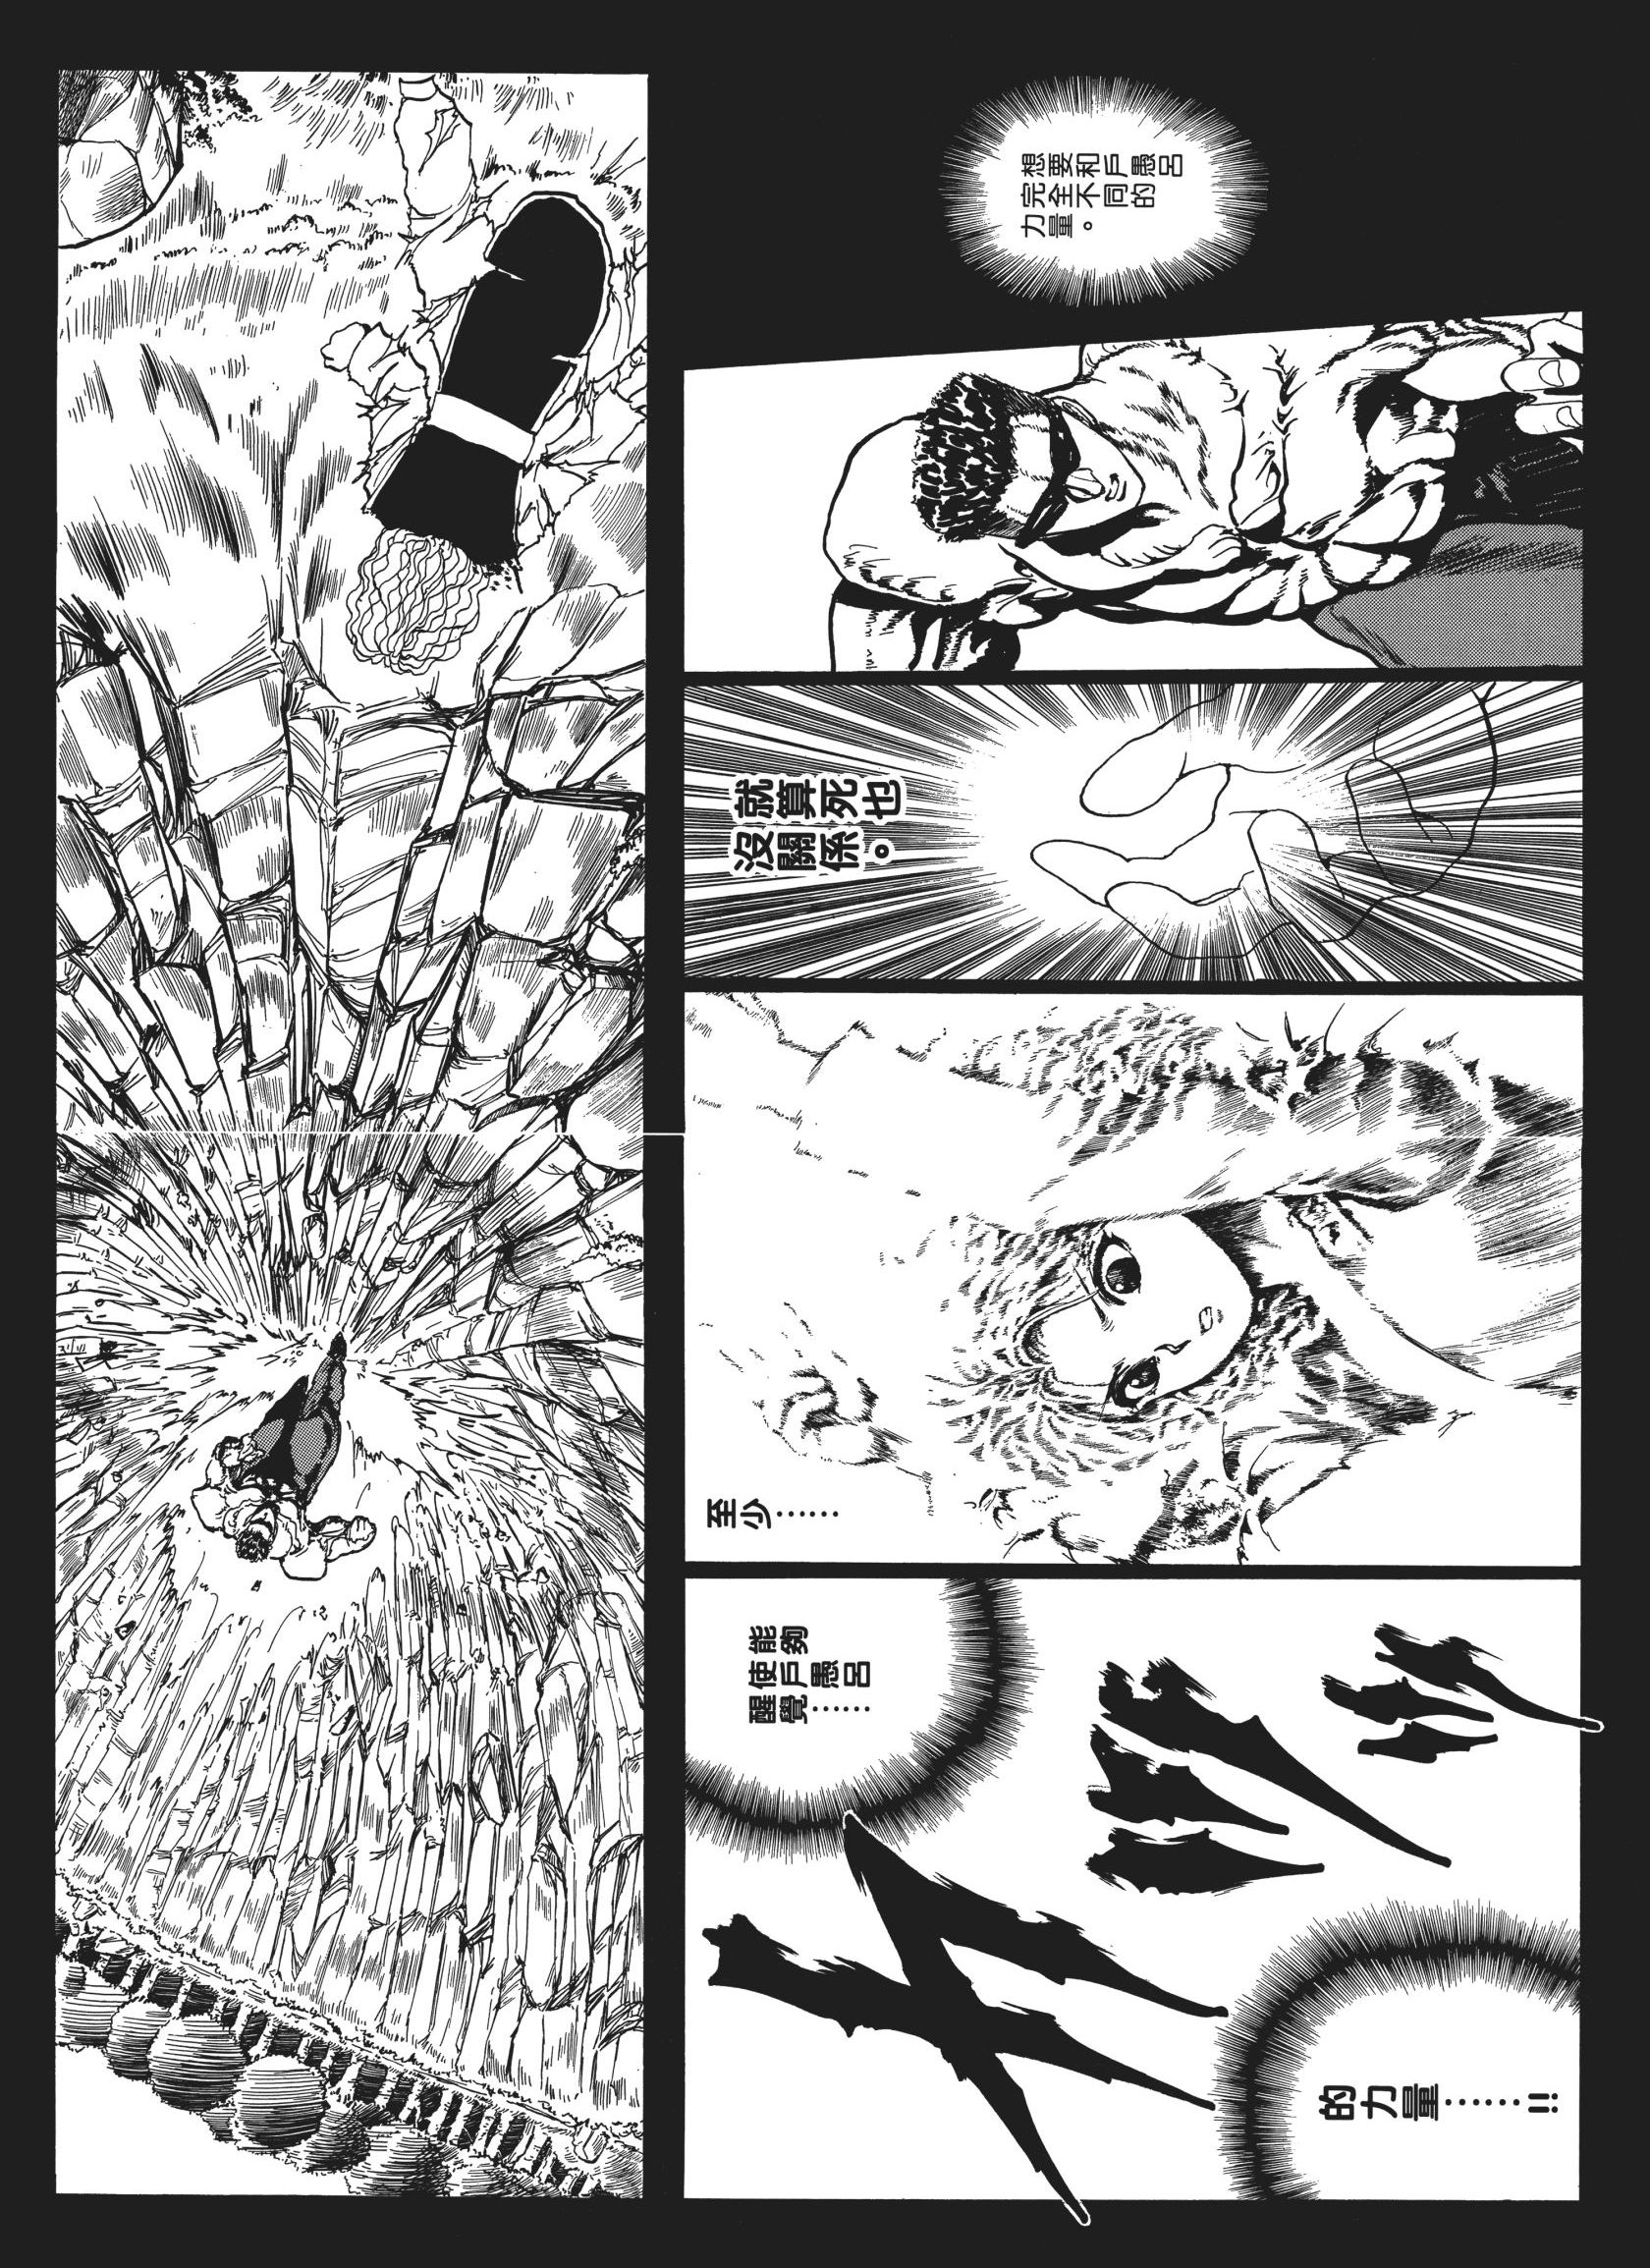 想要和戶愚呂
完全不同的
力量。
就算死也
沒關係。
至少……
能夠
使戶愚呂
醒覺……
的力量……!!